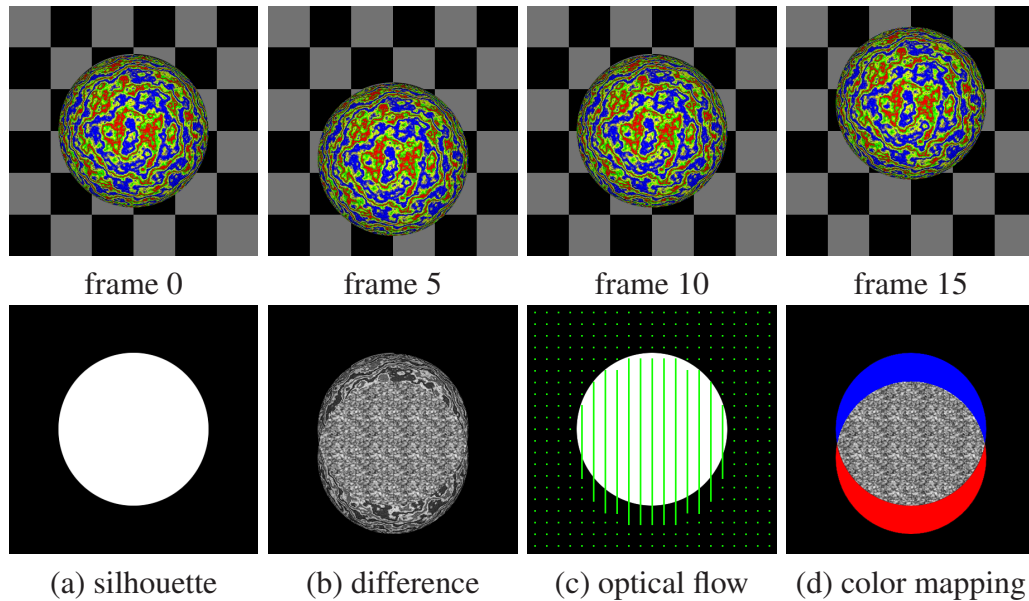 frame 0
frame 5
frame 10
frame 15
(a) silhouette
(b) difference
(c) optical flow
(d) color mapping